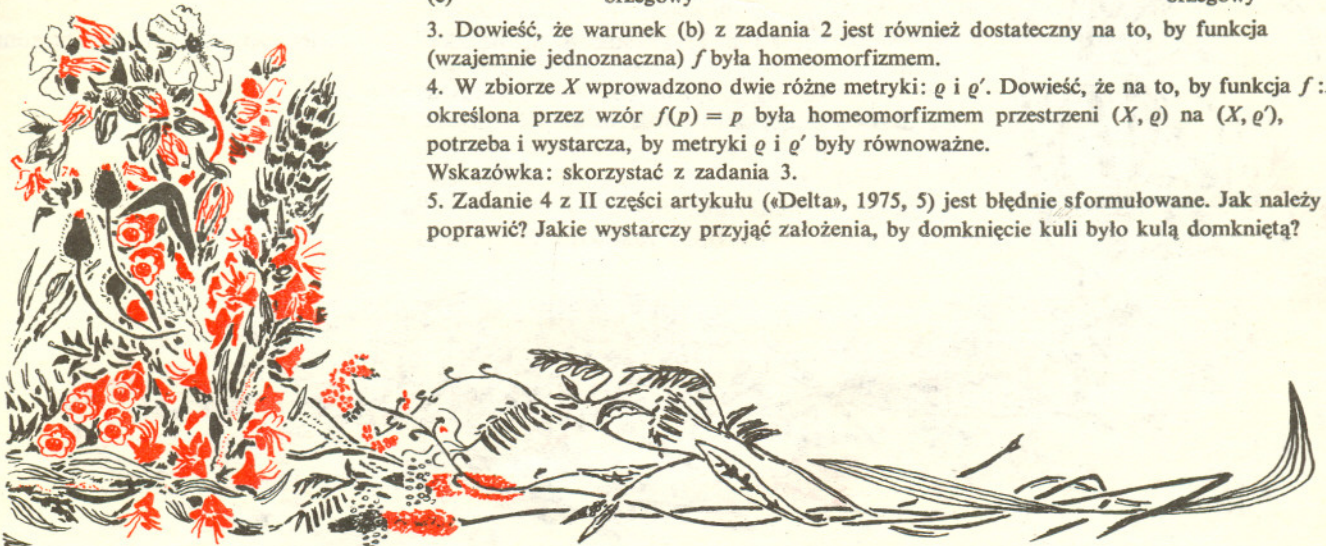 3. Dowieść, że warunek (b) z zadania 2 jest również dostateczny na to, by funkcja
(wzajemnie jednoznaczna) f była homeomorfizmem.
4. W zbiorze X wprowadzono dwie różne metryki: ϱ i ϱ′. Dowieść, że na to, by funkcja f :
określona przez wzór f(p) = p była homeomorfizmem przestrzeni (X, ϱ) na (X, ϱ′),
potrzeba i wystarcza, by metryki ϱ i ϱ′ były równoważne.
Wskazówka: skorzystać z zadania 3.
5. Zadanie 4 z II części artykułu («Delta», 1975, 5) jest błędnie sformułowane. Jak należy
poprawić? Jakie wystarczy przyjąć założenia, by domknięcie kuli było kulą domkniętą?